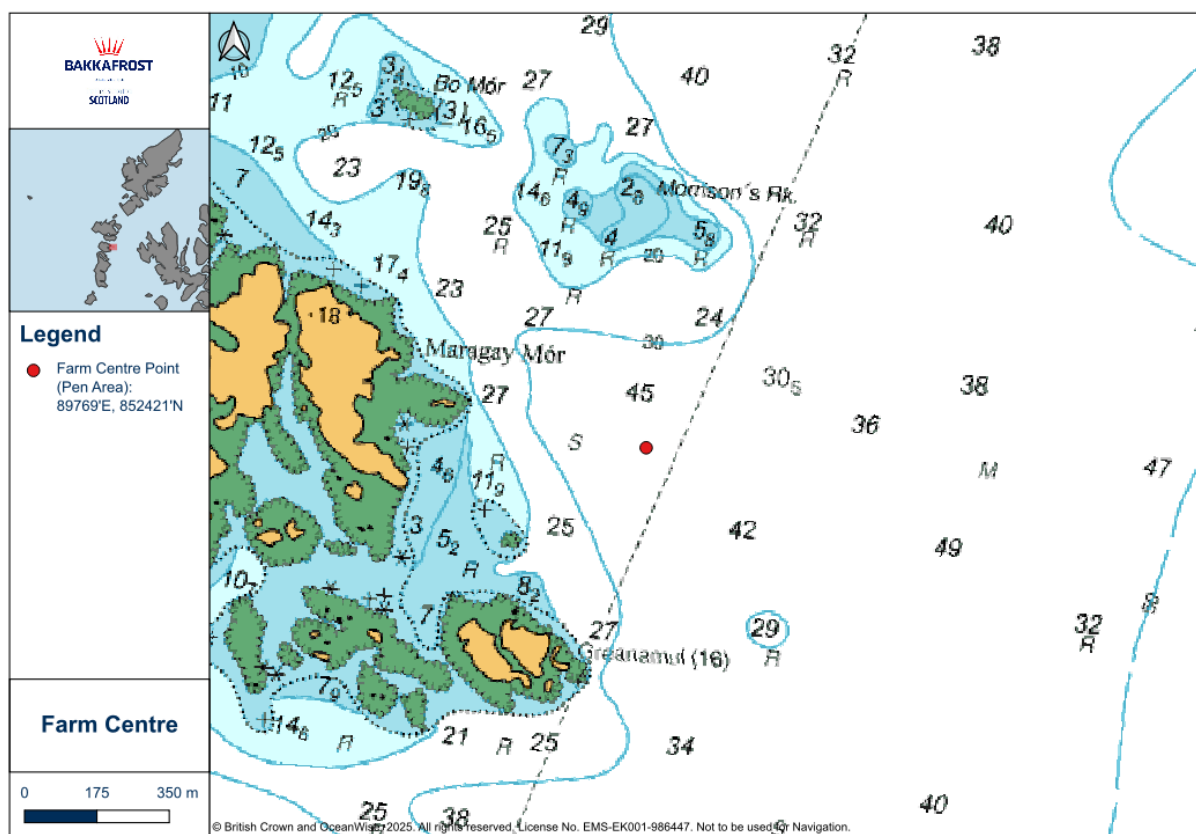 BAKKAFROST
SCOTLAND
Legend
Farm Centre Point
(Pen Area):
89769'E, 852421'N
Farm Centre
0 175 350 m
29
38
32
R
10
3₁
Bo Mór
27
40
12₅
R
11
3
(3)
16₅
27
20
12₅
23
7₃
R
7
19₈
14₆
4₉
R
2₈
Morrison's Rk.
14₃
25
R
4
R
5₈
R
32
R
40
11₉
R
20
17₄
23
18
27
24
30
Maragay Mór
27
45
30₅
38
36
S
R
4₆
11₉
M
47
3
5₂
25
42
49
R
10₇
8₂
7
27
29
R
32
R
Greanamul (16)
7₉
14₆
R
21
R
25
34
25
38
40
© British Crown and OceanWise, 2025. All rights reserved. License No. EMS-EK001-986447. Not to be used for Navigation.